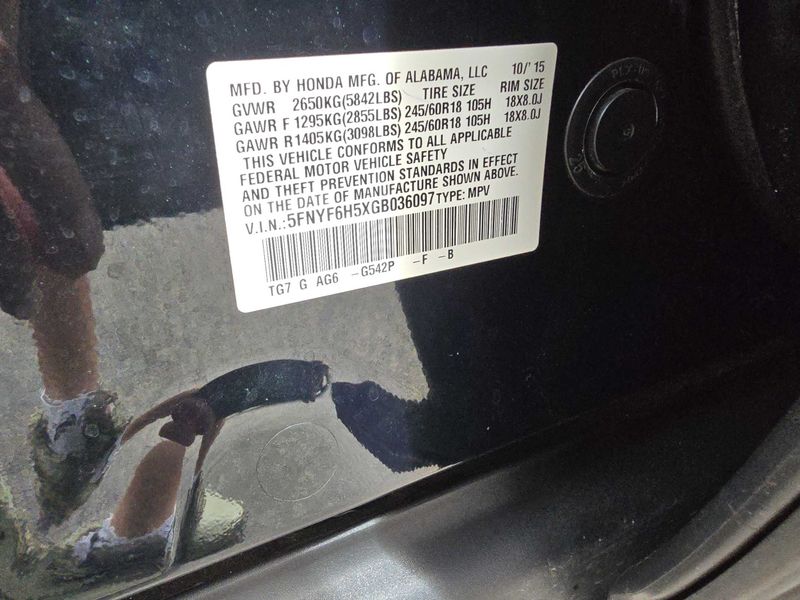 MFD. BY HONDA MFG. OF ALABAMA, LLC 10/'15
GVWR 2650KG(5842LBS) TIRE SIZE RIM SIZE
GAWR F 1295KG(2855LBS) 245/60R18 105H 18X8.0J
GAWR R 1405KG(3098LBS) 245/60R18 105H 18X8.0J
THIS VEHICLE CONFORMS TO ALL APPLICABLE
FEDERAL MOTOR VEHICLE SAFETY
AND THEFT PREVENTION STANDARDS IN EFFECT
ON THE DATE OF MANUFACTURE SHOWN ABOVE.
V.I.N.:5FNYF6H5XGB036097 TYPE: MPV
TG7 G AG6 -G542P -F -B